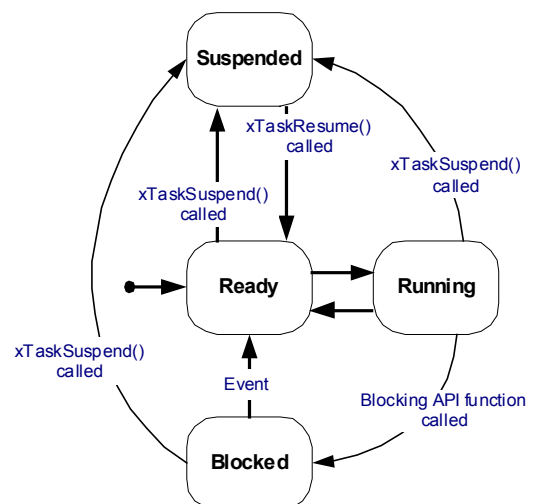 Suspended
xTaskResume()
called
xTaskSuspend()
called
xTaskSuspend()
called
Ready
Running
xTaskSuspend()
called
Event
Blocking API function
called
Blocked